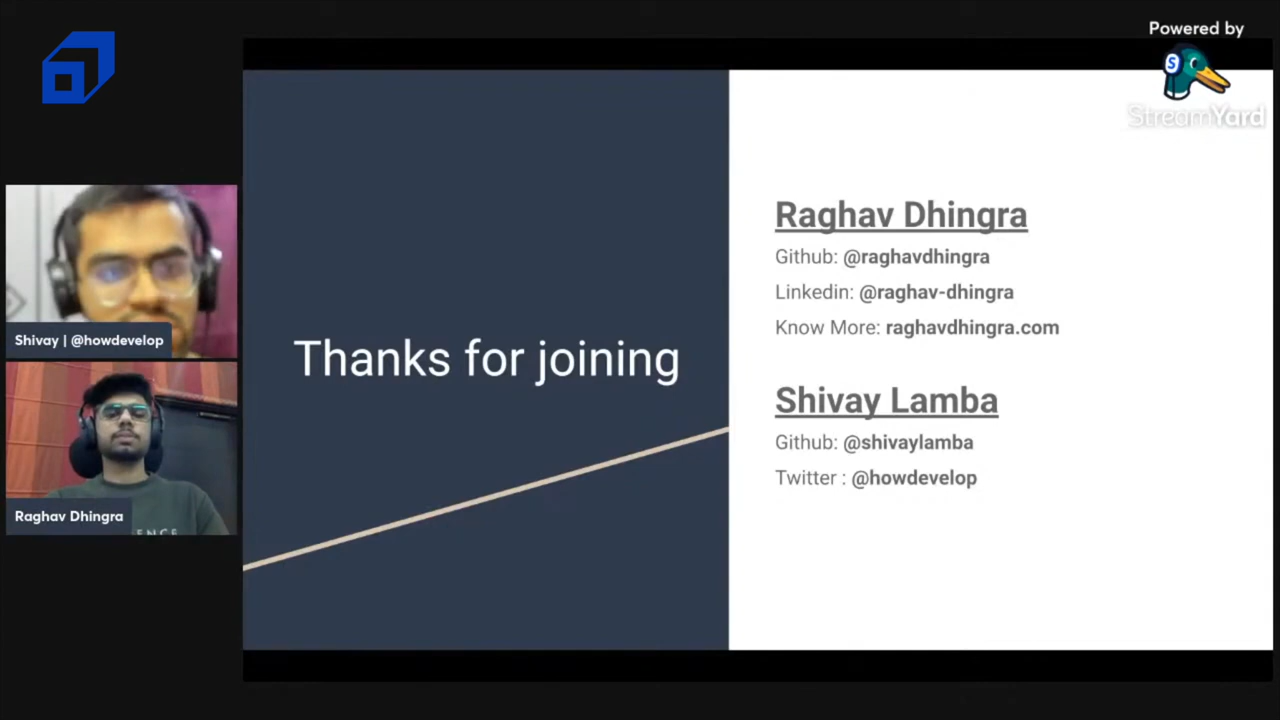 Powered by
StreamYard
Shivay | @howdevelop
Raghav Dhingra
ENCE
Thanks for joining
Raghav Dhingra
Github: @raghavdhingra
Linkedin: @raghav-dhingra
Know More: raghavdhingra.com
Shivay Lamba
Github: @shivaylamba
Twitter : @howdevelop